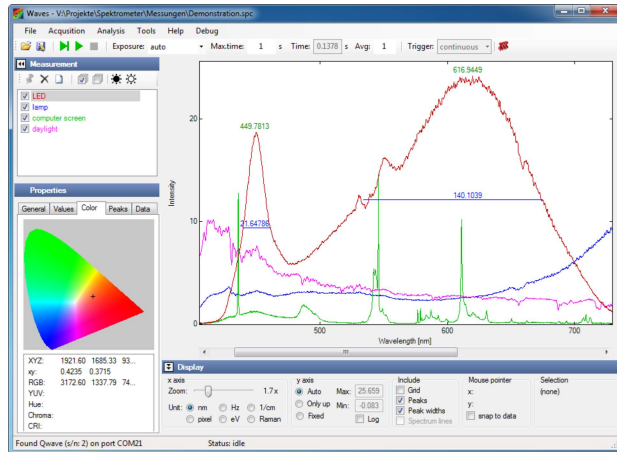 Waves - V:\Projekte\Spektrometer\Messungen\Demonstration.spc
File Acquisition Analysis Tools Help Debug
Exposure: auto Max.time: 1 s Time: 0.1378 s Avg: 1 Trigger: continuous
Measurement
LED
lamp
computer screen
daylight
Properties
General Values Color Peaks Data
XYZ: 1921.60 1685.33 93...
xy: 0.4235 0.3715
RGB: 3172.60 1337.79 74...
YUV:
Hue:
Chroma:
CRI:
616.9449
449.7813
140.1039
21.64786
Intensity
20
10
0
500 600 700
Wavelength [nm]
Display
x axis
Zoom: 1.7x
Unit: nm Hz 1/cm
pixel eV Raman
y axis
Auto Max: 25.659
Only up Min: -0.083
Fixed Log
Include
Grid
Peaks
Peak widths
Spectrum lines
Mouse pointer
x:
y:
snap to data
Selection
(none)
Found Qwave (s/n: 2) on port COM21 Status: idle